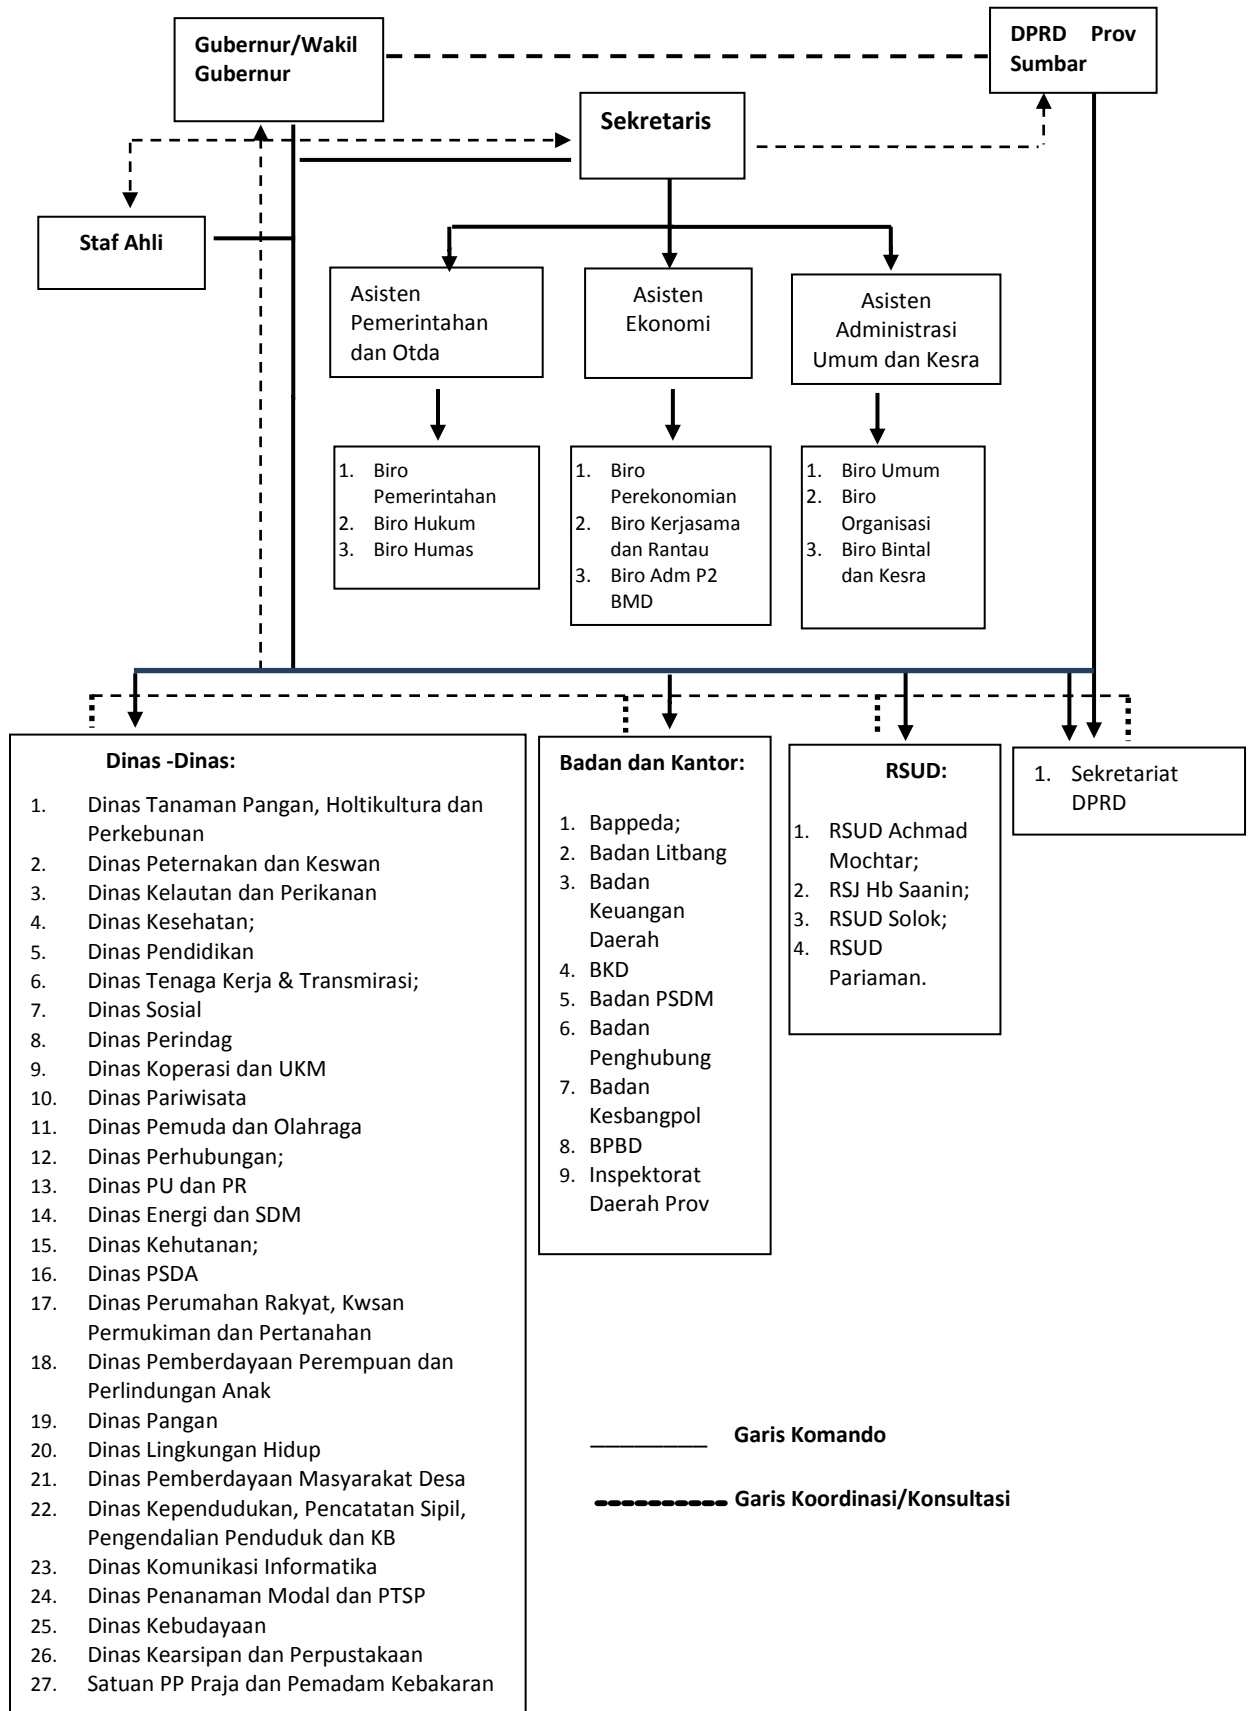 Gubernur/Wakil
Gubernur
DPRD Prov
Sumbar
Sekretaris
Staf Ahli
Asisten
Pemerintahan
dan Otda
Asisten
Ekonomi
Asisten
Administrasi
Umum dan Kesra
1. Biro
Pemerintahan
2. Biro Hukum
3. Biro Humas
1. Biro
Perekonomian
2. Biro Kerjasama
dan Rantau
3. Biro Adm P2
BMD
1. Biro Umum
2. Biro
Organisasi
3. Biro Bintal
dan Kesra
Dinas -Dinas:
1. Dinas Tanaman Pangan, Holtikultura dan
Perkebunan
2. Dinas Peternakan dan Keswan
3. Dinas Kelautan dan Perikanan
4. Dinas Kesehatan;
5. Dinas Pendidikan
6. Dinas Tenaga Kerja & Transmirasi;
7. Dinas Sosial
8. Dinas Perindag
9. Dinas Koperasi dan UKM
10. Dinas Pariwisata
11. Dinas Pemuda dan Olahraga
12. Dinas Perhubungan;
13. Dinas PU dan PR
14. Dinas Energi dan SDM
15. Dinas Kehutanan;
16. Dinas PSDA
17. Dinas Perumahan Rakyat, Kwsan
Permukiman dan Pertanahan
18. Dinas Pemberdayaan Perempuan dan
Perlindungan Anak
19. Dinas Pangan
20. Dinas Lingkungan Hidup
21. Dinas Pemberdayaan Masyarakat Desa
22. Dinas Kependudukan, Pencatatan Sipil,
Pengendalian Penduduk dan KB
23. Dinas Komunikasi Informatika
24. Dinas Penanaman Modal dan PTSP
25. Dinas Kebudayaan
26. Dinas Kearsipan dan Perpustakaan
27. Satuan PP Praja dan Pemadam Kebakaran
Badan dan Kantor:
1. Bappeda;
2. Badan Litbang
3. Badan
Keuangan
Daerah
4. BKD
5. Badan PSDM
6. Badan
Penghubung
7. Badan
Kesbangpol
8. BPBD
9. Inspektorat
Daerah Prov
RSUD:
1. RSUD Achmad
Mochtar;
2. RSJ Hb Saanin;
3. RSUD Solok;
4. RSUD
Pariaman.
1. Sekretariat
DPRD
Garis Komando
Garis Koordinasi/Konsultasi